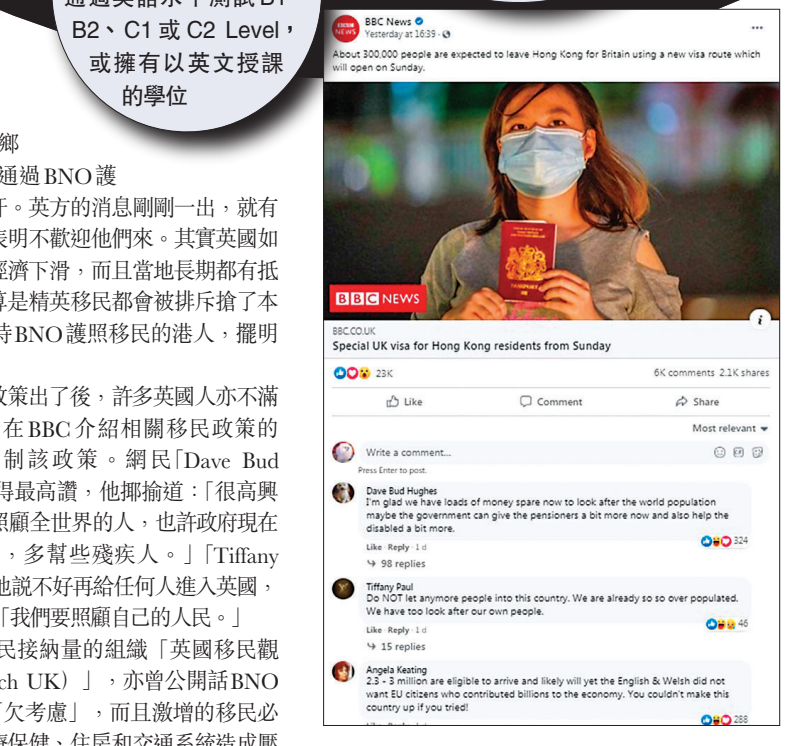 通過英語水平測試B1
B2、C1或C2 Level，
或擁有以英文授課
的學位
鄉
通過BNO護
。英方的消息剛剛一出，就有
表明不歡迎他們來。其實英國如
經濟下滑，而且當地長期都有抵
算是精英移民都會被排斥搶了本
持BNO護照移民的港人，擺明
政策出了後，許多英國人亦不滿
在BBC介紹相關移民政策的
制該政策。網民「Dave Bud
得最高讚，他揶揄道：「很高興
照顧全世界的人，也許政府現在
，多幫些殘疾人。」「Tiffany
他說不好再給任何人進入英國，
「我們要照顧自己的人民。」
民接納量的組織「英國移民觀
ch UK）」，亦曾公開話BNO
「欠考慮」，而且激增的移民必
療保健、住房和交通系統造成壓
BBC News
Yesterday at 16:39
About 300,000 people are expected to leave Hong Kong for Britain using a new visa route which
will open on Sunday.
PASSPORT
BBC NEWS
BBC.CO.UK
Special UK visa for Hong Kong residents from Sunday
23K
6K comments 2.1K shares
Like
Comment
Share
Most relevant
Write a comment...
Press Enter to post.
Dave Bud Hughes
I'm glad we have loads of money spare now to look after the world population
maybe the government can give the pensioners a bit more now and also help the
disabled a bit more.
Like · Reply · 1 d
324
98 replies
Tiffany Paul
Do NOT let anymore people into this country. We are already so so over populated.
We have too look after our own people.
Like · Reply · 1 d
46
15 replies
Angela Keating
2.3 - 3 million are eligible to arrive and likely will yet the English & Welsh did not
want EU citizens who contributed billions to the economy. You couldn't make this
country up if you tried!
288